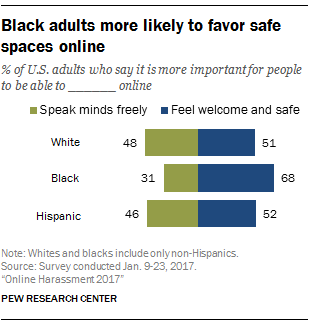 Black adults more likely to favor safe
spaces online
% of U.S. adults who say it is more important for people
to be able to ______ online
Speak minds freely Feel welcome and safe
White 48 51
Black 31 68
Hispanic 46 52
Note: Whites and blacks include only non-Hispanics.
Source: Survey conducted Jan. 9-23, 2017.
“Online Harassment 2017”
PEW RESEARCH CENTER